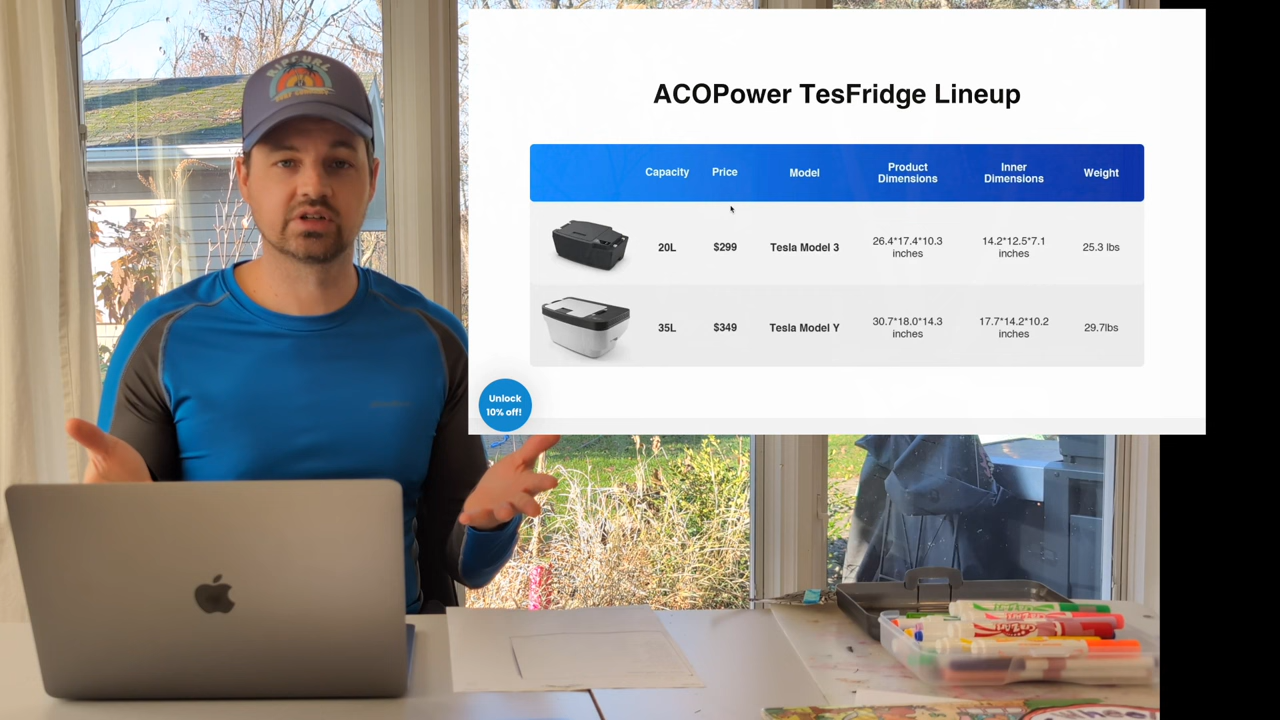 RIPCURL
ACOPower TesFridge Lineup
Capacity Price Model Product Dimensions Inner Dimensions Weight
20L $299 Tesla Model 3 26.4*17.4*10.3 inches 14.2*12.5*7.1 inches 25.3 lbs
35L $349 Tesla Model Y 30.7*18.0*14.3 inches 17.7*14.2*10.2 inches 29.7lbs
Unlock
10% off!